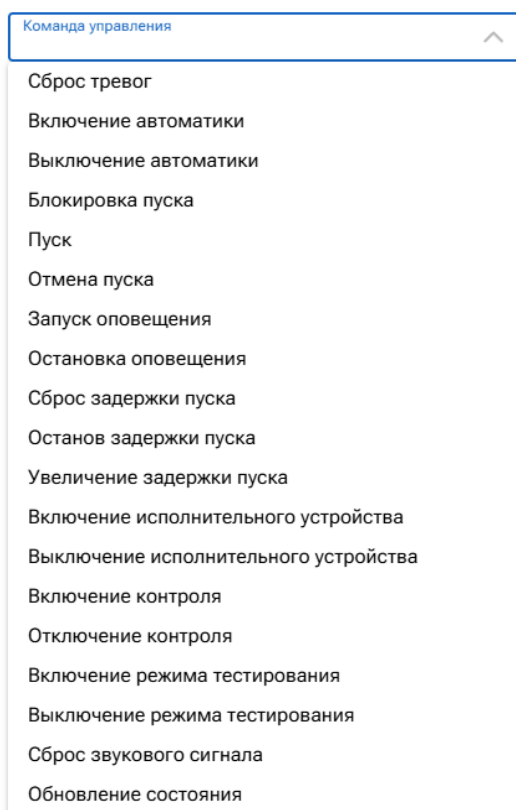 Команда управления
Сброс тревог
Включение автоматики
Выключение автоматики
Блокировка пуска
Пуск
Отмена пуска
Запуск оповещения
Остановка оповещения
Сброс задержки пуска
Останов задержки пуска
Увеличение задержки пуска
Включение исполнительного устройства
Выключение исполнительного устройства
Включение контроля
Отключение контроля
Включение режима тестирования
Выключение режима тестирования
Сброс звукового сигнала
Обновление состояния